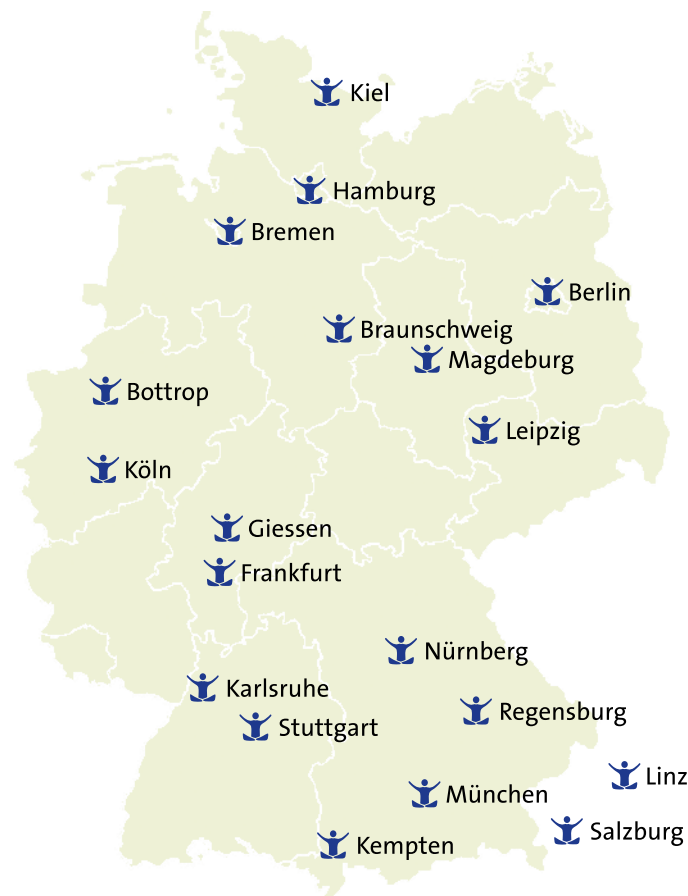 Kiel
Hamburg
Bremen
Berlin
Braunschweig
Magdeburg
Bottrop
Leipzig
Köln
Giessen
Frankfurt
Nürnberg
Karlsruhe
Regensburg
Stuttgart
Linz
München
Salzburg
Kempten